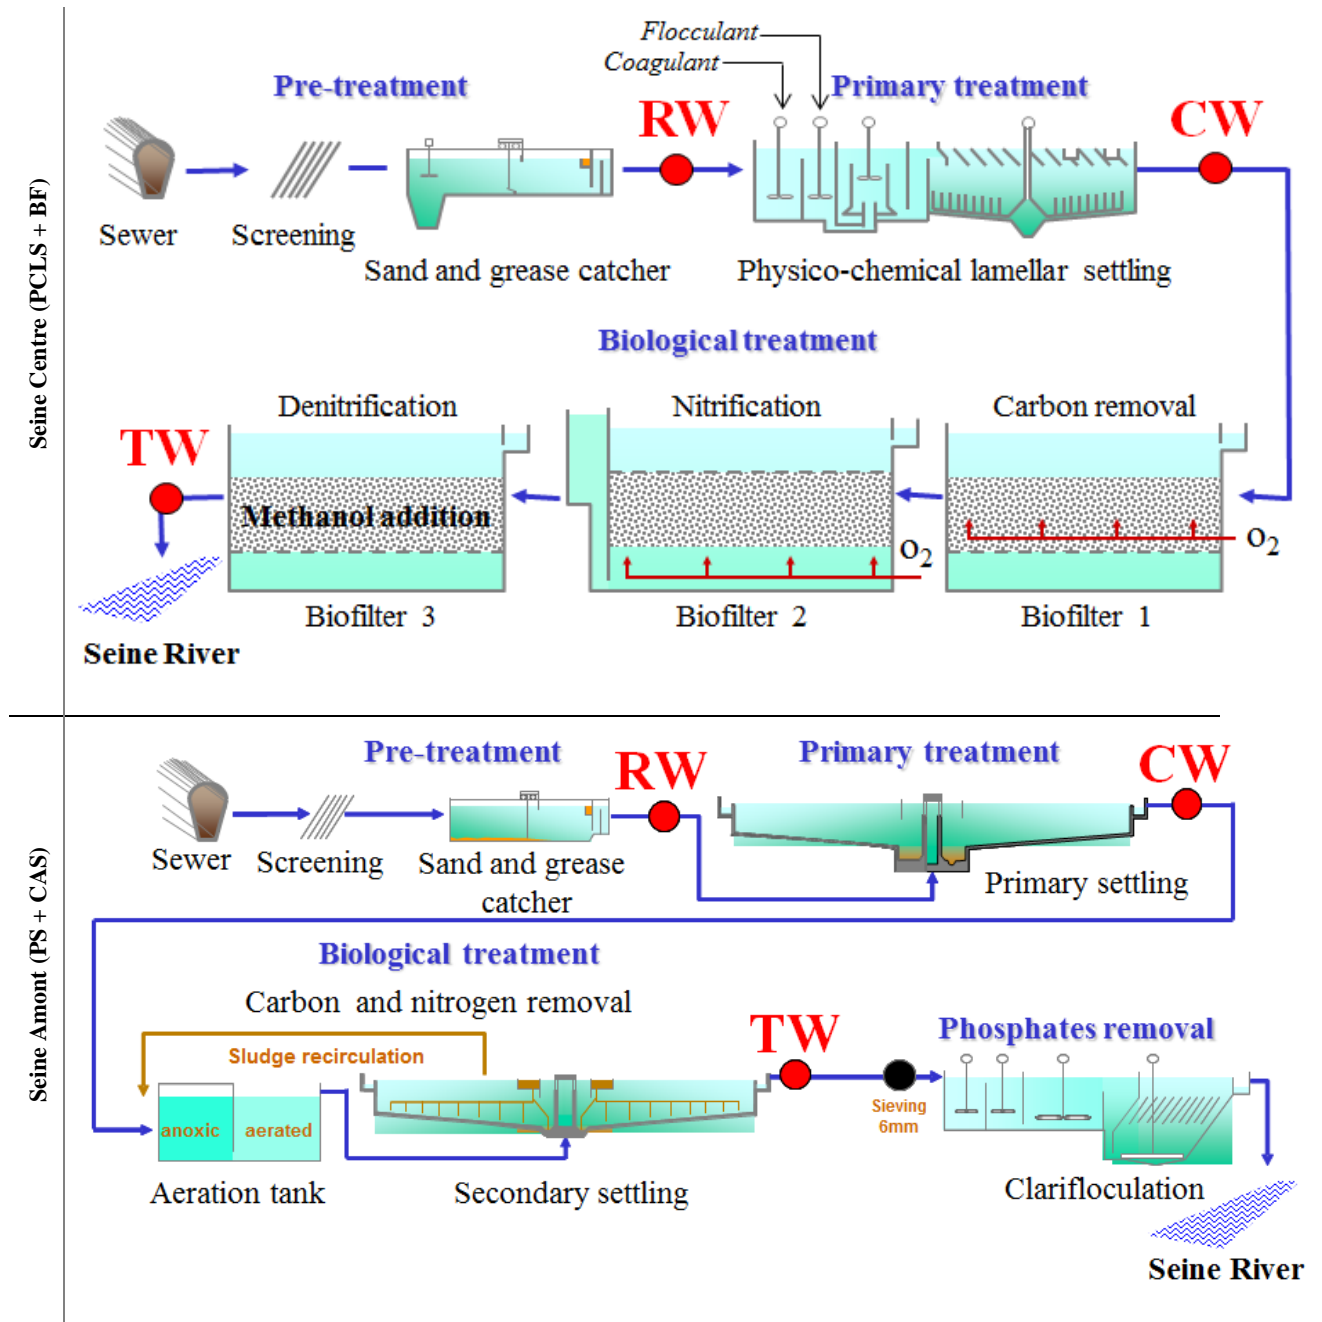 Seine Centre (PCLS + BF)
Flocculant
Coagulant
Pre-treatment
Primary treatment
RW
CW
Sewer
Screening
Sand and grease catcher
Physico-chemical lamellar settling
Biological treatment
Denitrification
Nitrification
Carbon removal
TW
Methanol addition
O2
O2
Biofilter 3
Biofilter 2
Biofilter 1
Seine River
Seine Amont (PS + CAS)
Pre-treatment
RW
Primary treatment
CW
Sewer
Screening
Sand and grease
catcher
Primary settling
Biological treatment
Carbon and nitrogen removal
Sludge recirculation
TW
Phosphates removal
Sieving
6mm
anoxic
aerated
Aeration tank
Secondary settling
Clarifloculation
Seine River